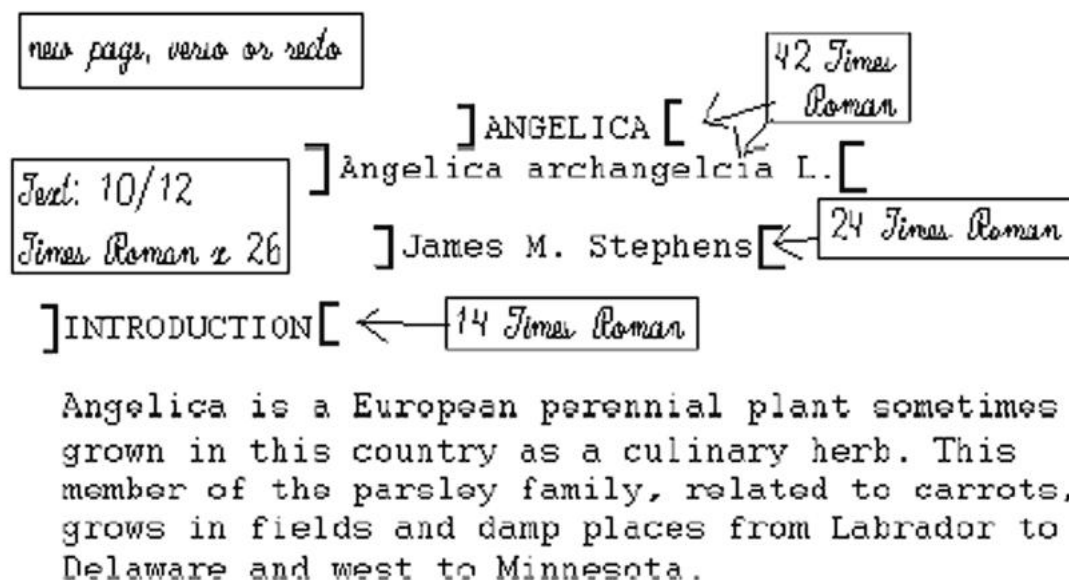 new page, verso or recto
42 Times
Roman
]ANGELICA[
]Angelica archangelcia L.[
Text: 10/12
Times Roman x 26
]James M. Stephens[
24 Times Roman
]INTRODUCTION[
14 Times Roman
Angelica is a European perennial plant sometimes
grown in this country as a culinary herb. This
member of the parsley family, related to carrots,
grows in fields and damp places from Labrador to
Delaware and west to Minnesota.